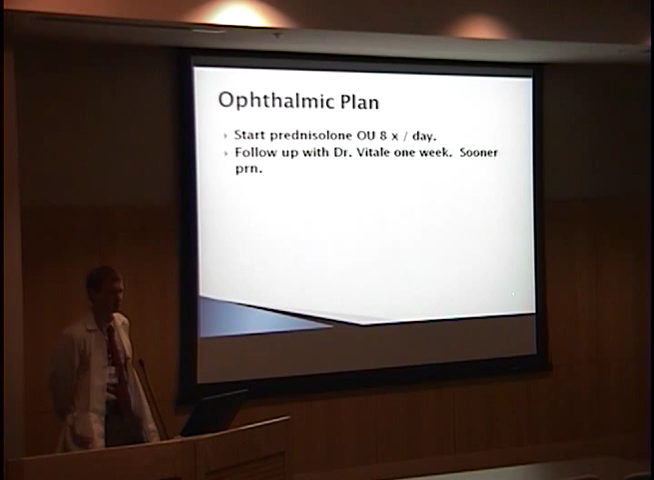 Ophthalmic Plan
Start prednisolone OU 8 x / day.
Follow up with Dr. Vitale one week. Sooner
prn.